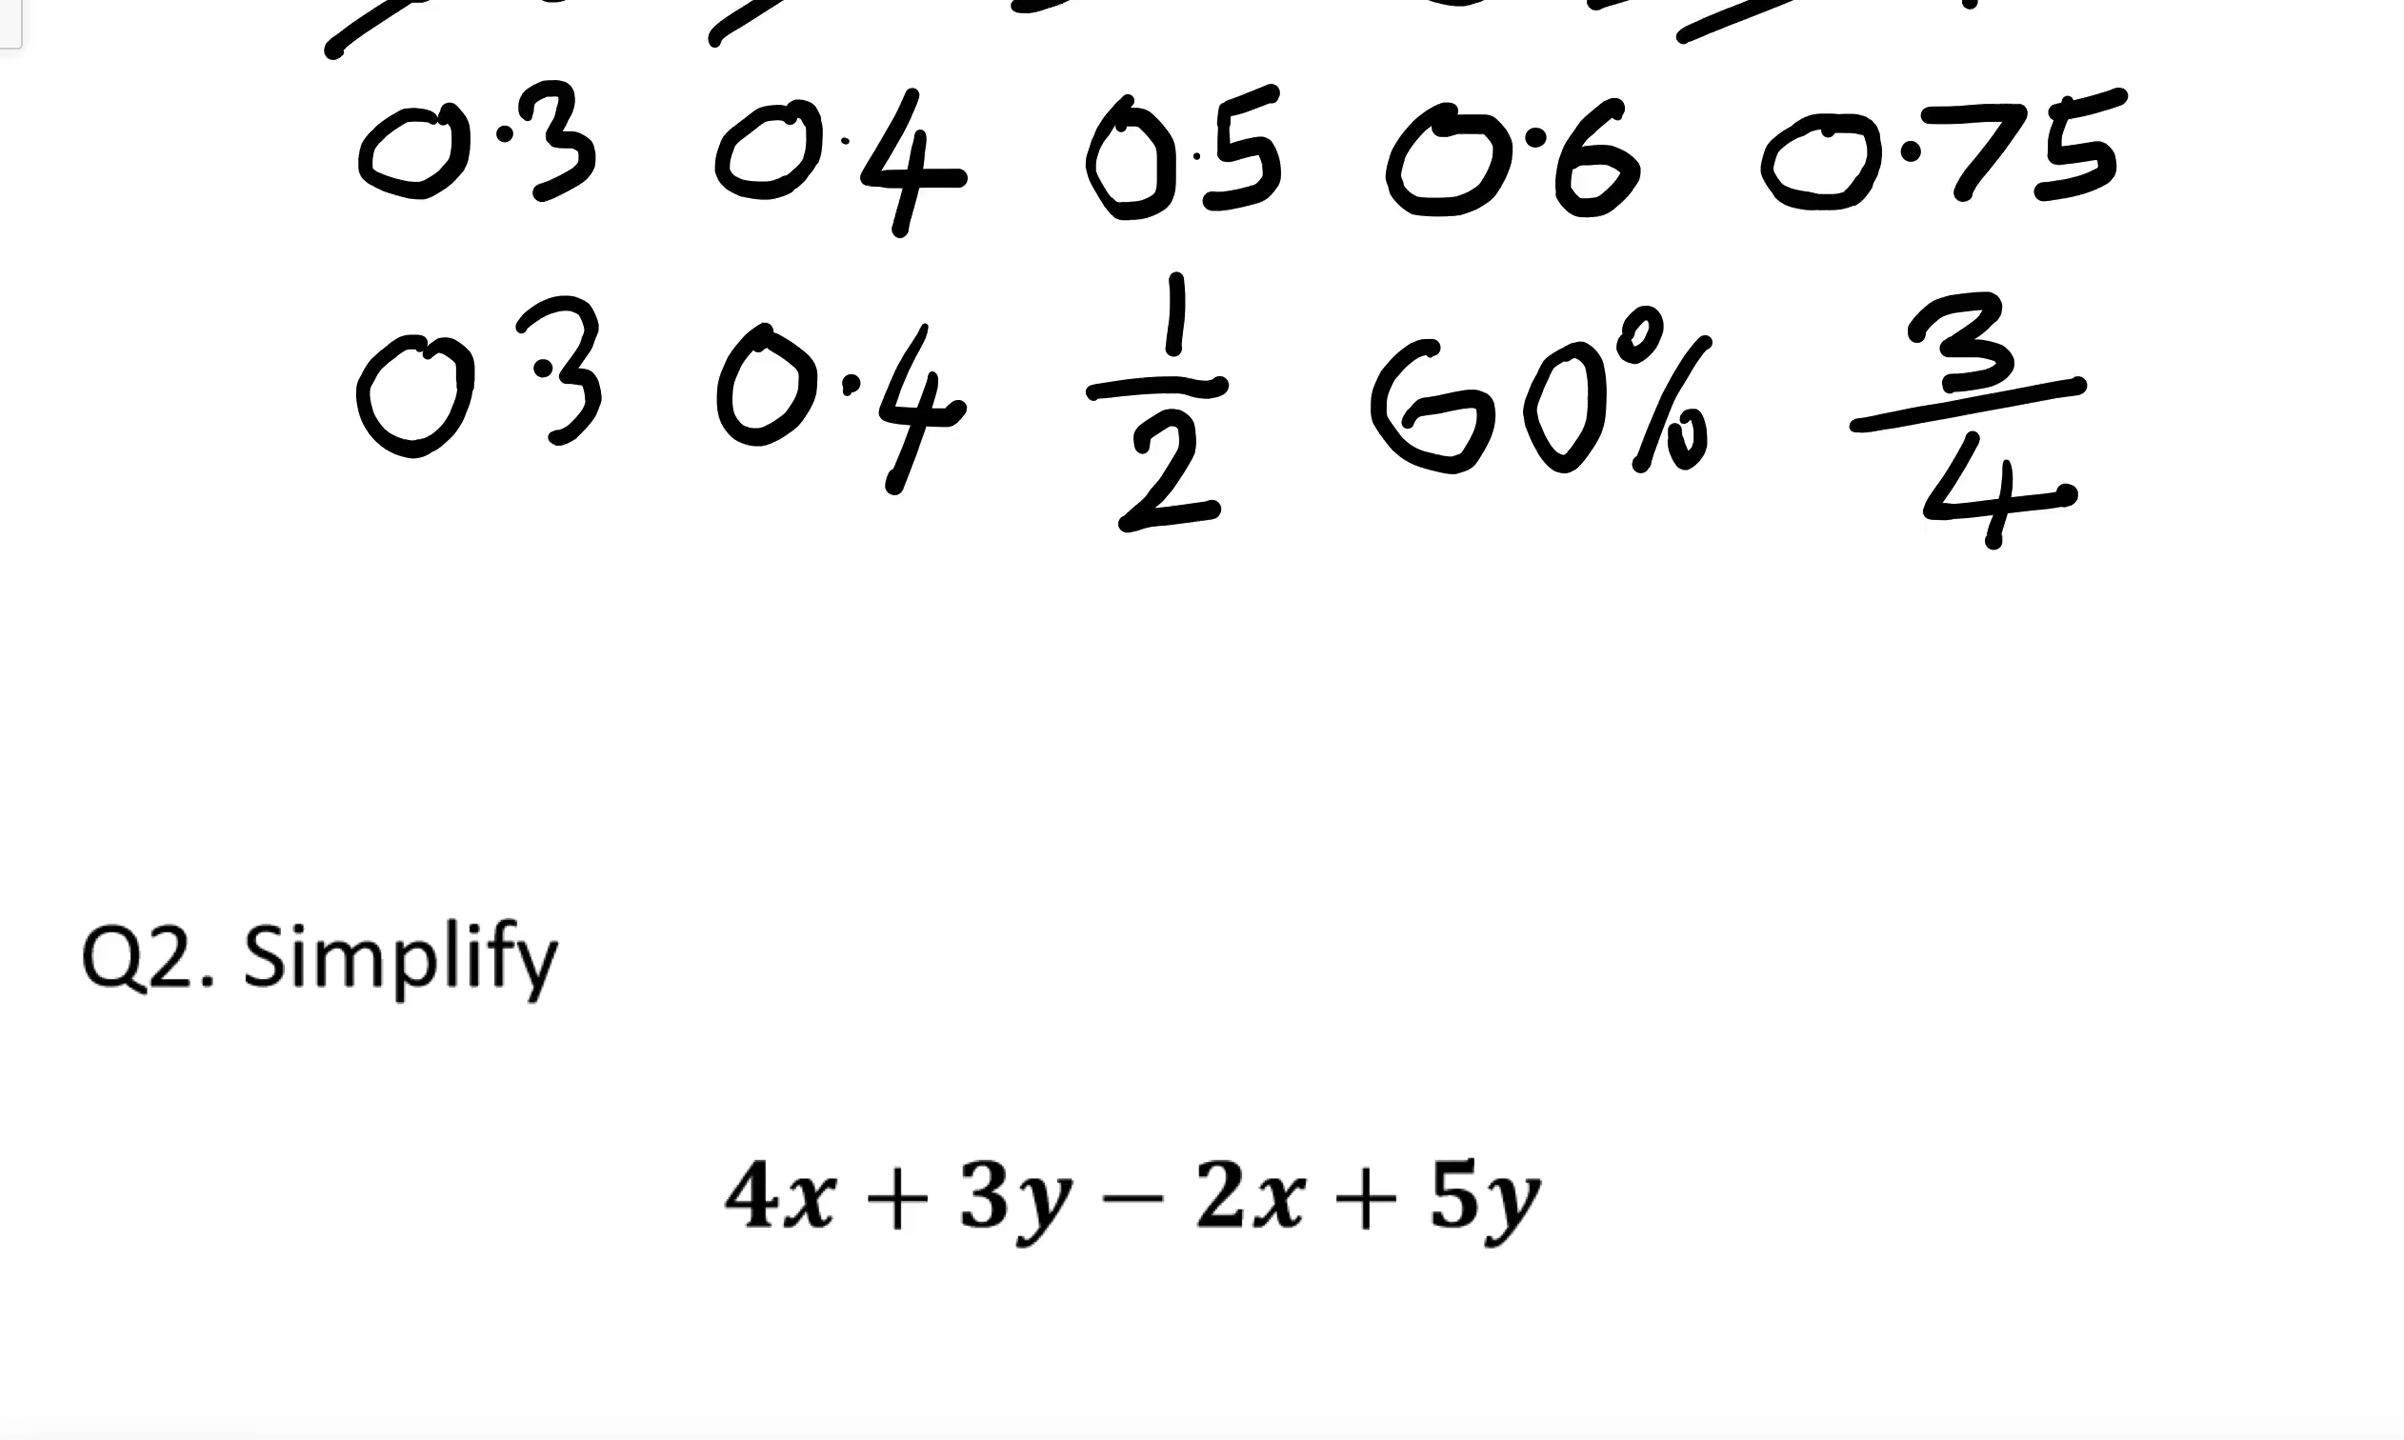 0.3 0.4 0.5 0.6 0.75
0.3 0.4 1/2 60% 3/4
Q2. Simplify
4x + 3y − 2x + 5y